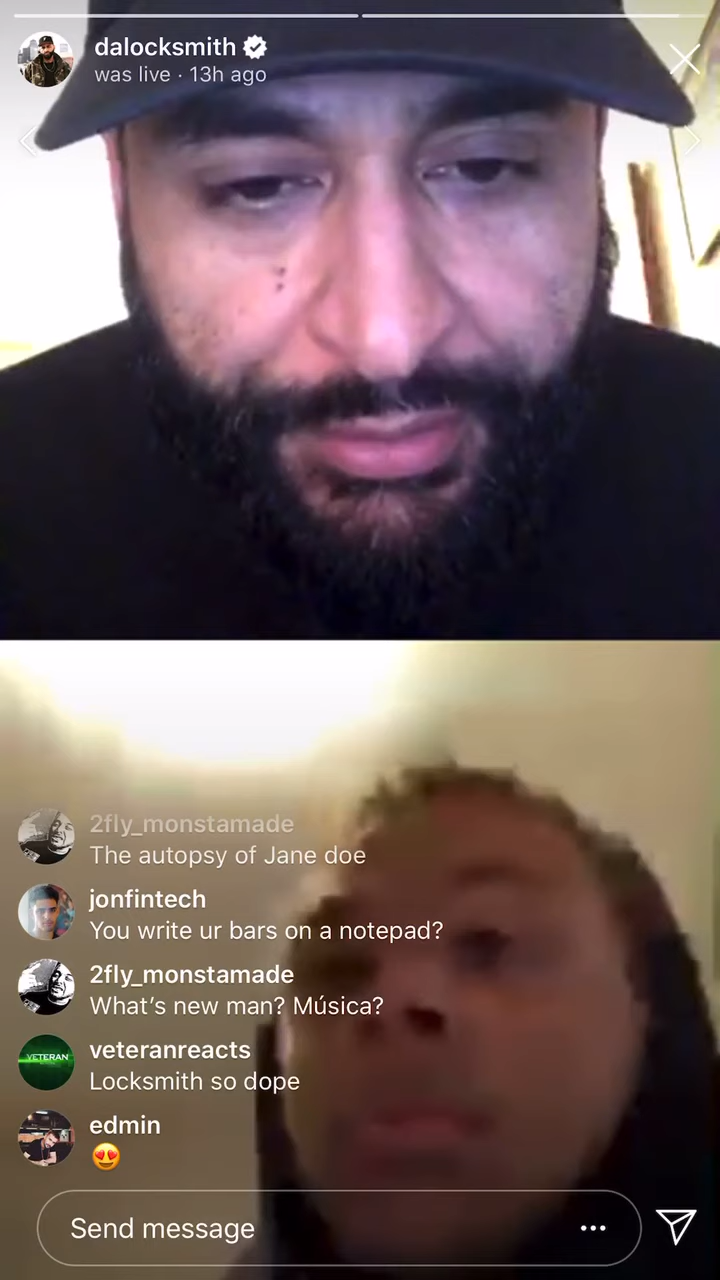 dalocksmith
was live · 13h ago
2fly_monstamade
The autopsy of Jane doe
jonfintech
You write ur bars on a notepad?
2fly_monstamade
What's new man? Música?
VETERAN
veteranreacts
Locksmith so dope
edmin
😍
Send message